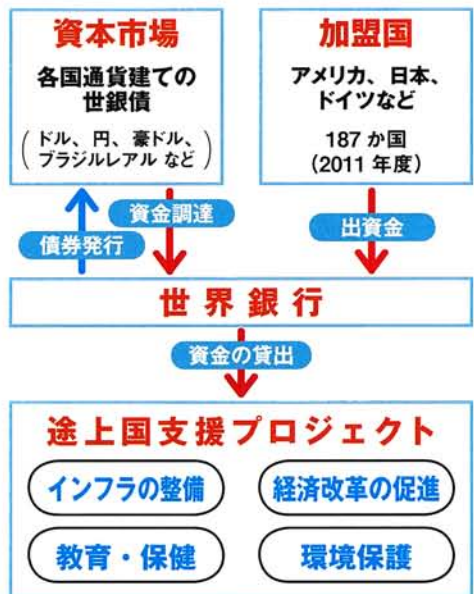 資本市場
各国通貨建ての
世銀債
(ドル、円、豪ドル、
ブラジルレアル など)
加盟国
アメリカ、日本、
ドイツなど
187 か国
(2011 年度)
資金調達
債券発行
出資金
世界銀行
資金の貸出
途上国支援プロジェクト
インフラの整備
経済改革の促進
教育・保健
環境保護